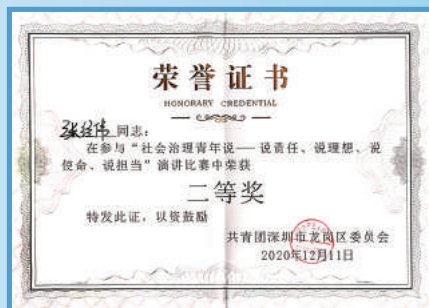 荣誉证书
HONORARY CREDENTIAL
张经伟 同志：
在参与“社会治理青年说——说责任、说理想、说
使命、说担当”演讲比赛中荣获
二等奖
特发此证，以资鼓励
共青团深圳市龙岗区委员会
2020年12月11日